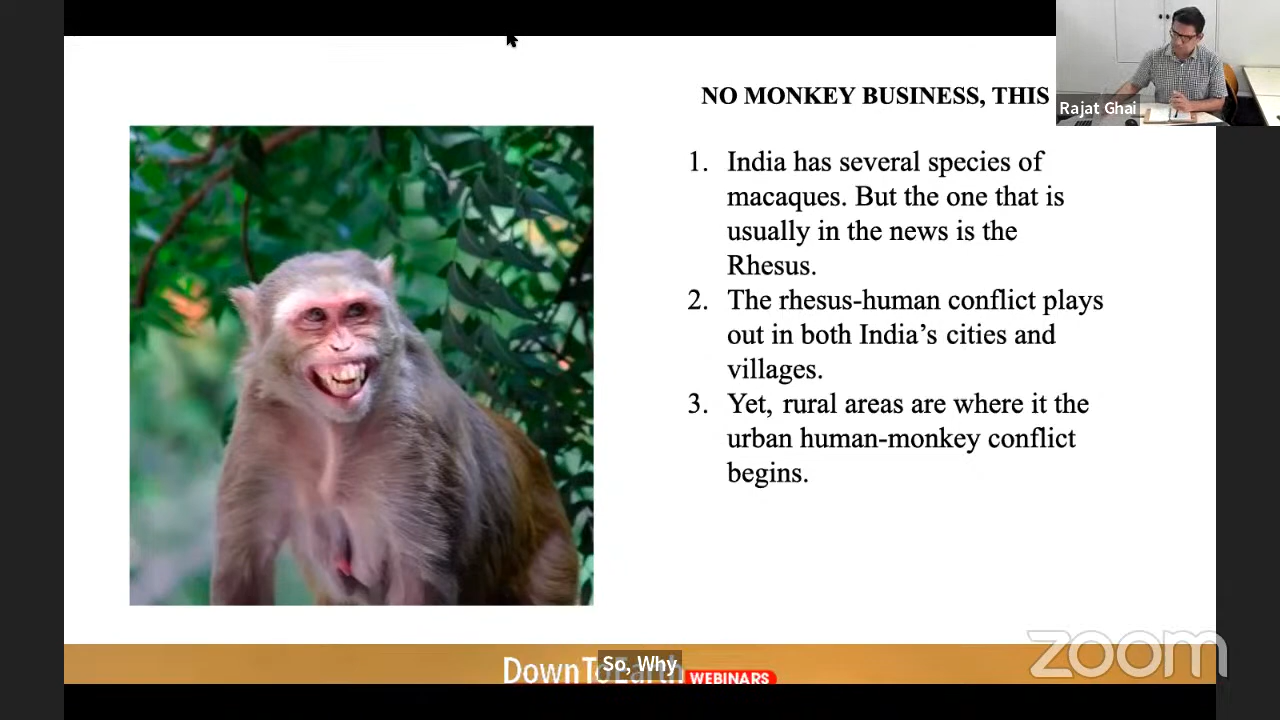 NO MONKEY BUSINESS, THIS
Rajat Ghai
1. India has several species of
macaques. But the one that is
usually in the news is the
Rhesus.
2. The rhesus-human conflict plays
out in both India’s cities and
villages.
3. Yet, rural areas are where it the
urban human-monkey conflict
begins.
zoom
DownToEarth WEBINARS
So, Why